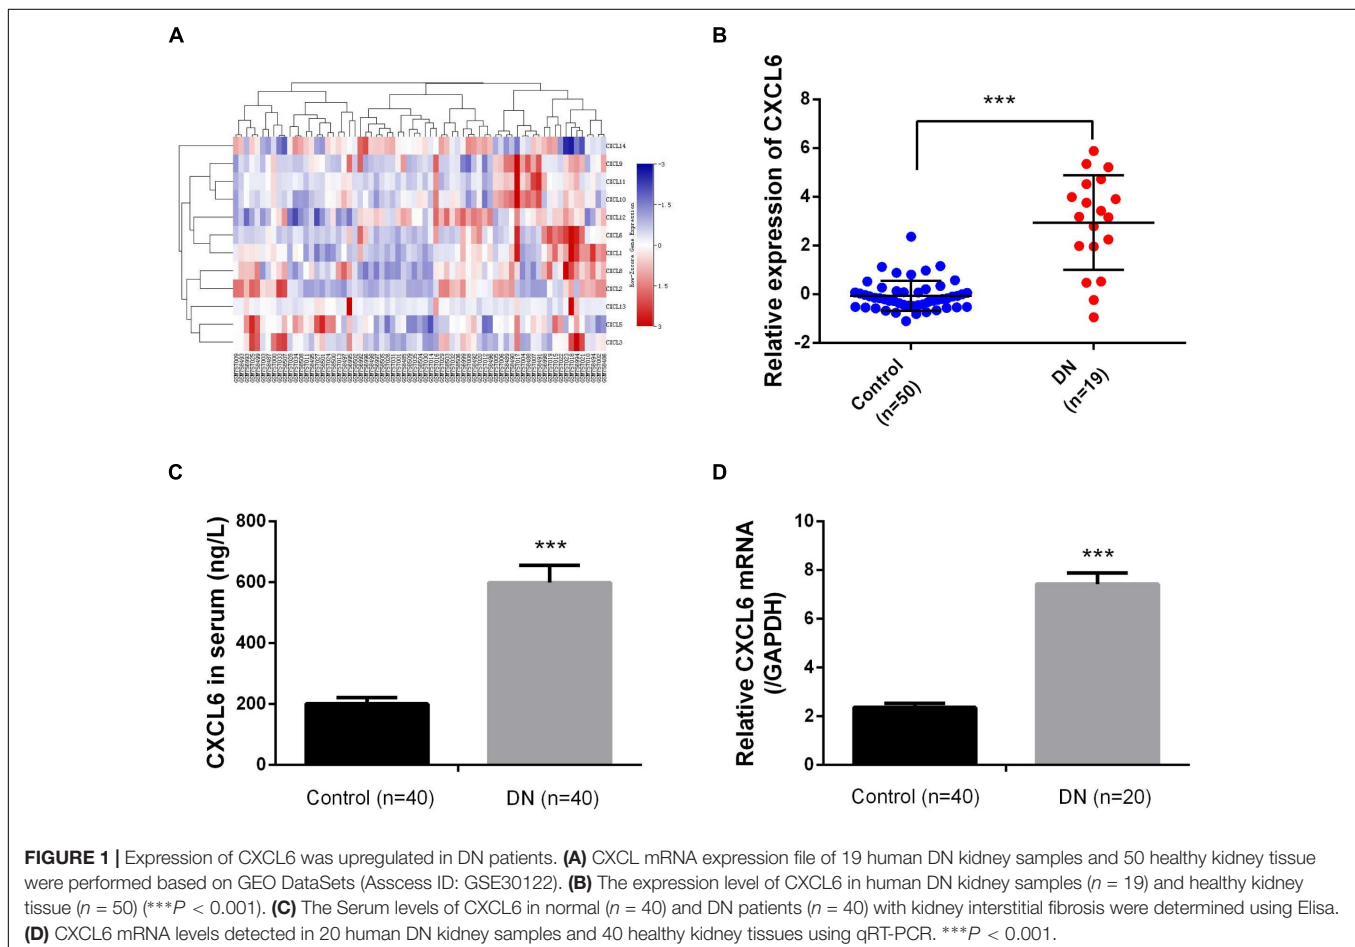 A
CXCL14
CXCL9
CXCL11
CXCL10
CXCL12
CXCL6
CXCL1
CXCL8
CXCL2
CXCL13
CXCL5
CXCL3
-3
-1.5
0
1.5
3
Row-Zscore Gene Expression
B
Relative expression of CXCL6
8
6
4
2
0
-2
***
Control
(n=50)
DN
(n=19)
C
CXCL6 in serum (ng/L)
800
600
400
200
0
***
Control (n=40)
DN (n=40)
D
Relative CXCL6 mRNA
(/GAPDH)
10
8
6
4
2
0
***
Control (n=40)
DN (n=20)
FIGURE 1 | Expression of CXCL6 was upregulated in DN patients. (A) CXCL mRNA expression file of 19 human DN kidney samples and 50 healthy kidney tissue
were performed based on GEO DataSets (Asscess ID: GSE30122). (B) The expression level of CXCL6 in human DN kidney samples (n = 19) and healthy kidney
tissue (n = 50) (***P < 0.001). (C) The Serum levels of CXCL6 in normal (n = 40) and DN patients (n = 40) with kidney interstitial fibrosis were determined using Elisa.
(D) CXCL6 mRNA levels detected in 20 human DN kidney samples and 40 healthy kidney tissues using qRT-PCR. ***P < 0.001.